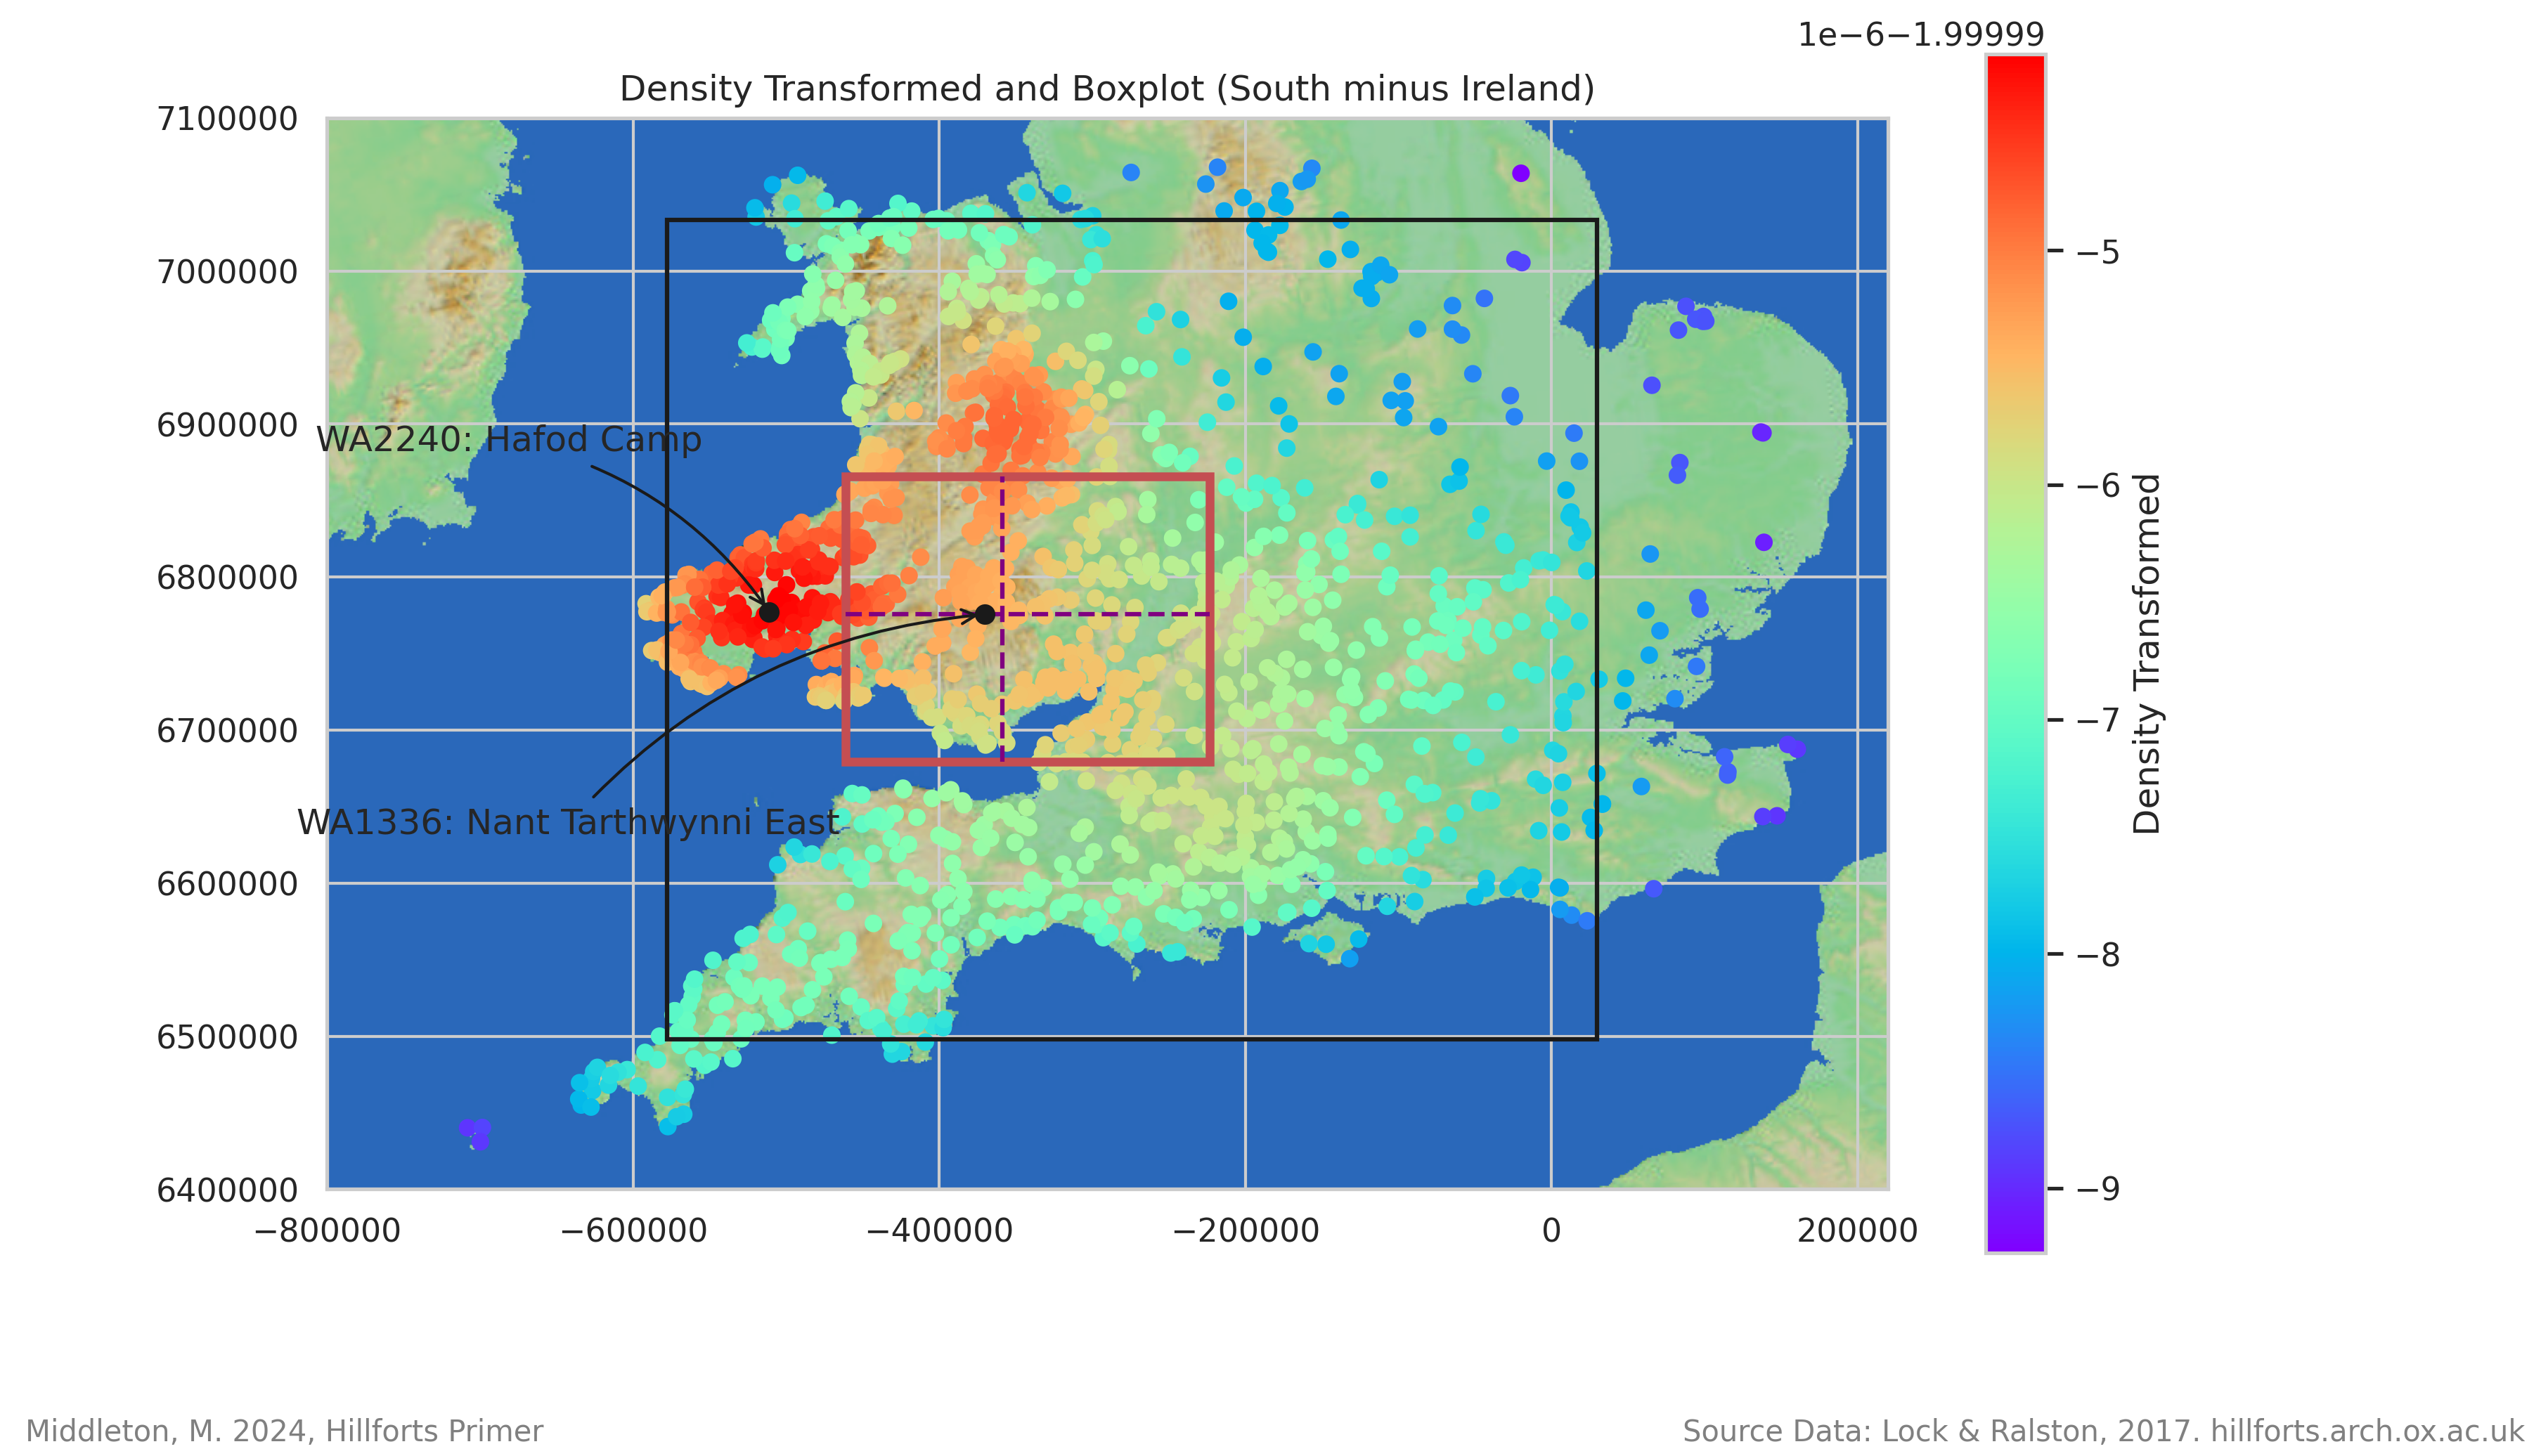 1e−6−1.99999
Density Transformed and Boxplot (South minus Ireland)
7100000
7000000
6900000
6800000
6700000
6600000
6500000
6400000
WA2240: Hafod Camp
WA1336: Nant Tarthwynni East
−800000
−600000
−400000
−200000
0
200000
−5
−6
−7
−8
−9
Density Transformed
Middleton, M. 2024, Hillforts Primer
Source Data: Lock & Ralston, 2017. hillforts.arch.ox.ac.uk